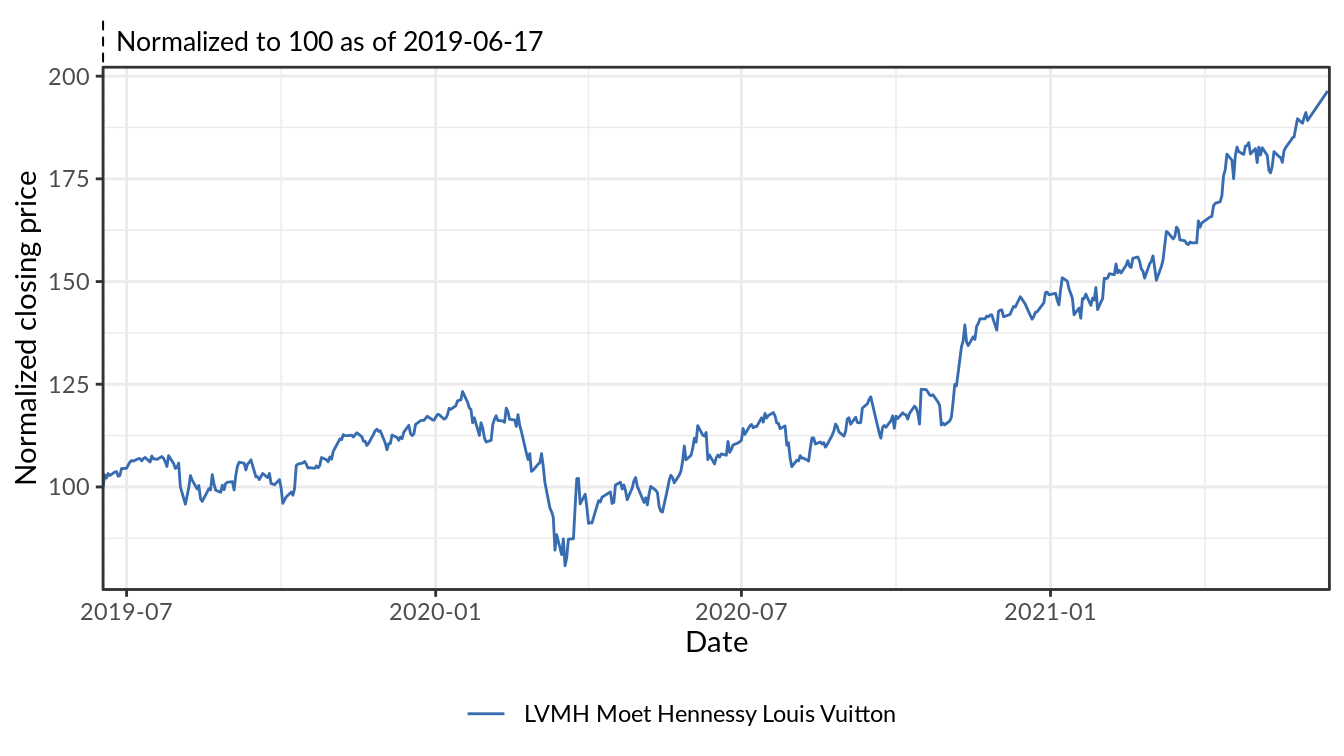 Normalized to 100 as of 2019-06-17
200
175
150
125
100
Normalized closing price
2019-07
2020-01
2020-07
2021-01
Date
LVMH Moet Hennessy Louis Vuitton